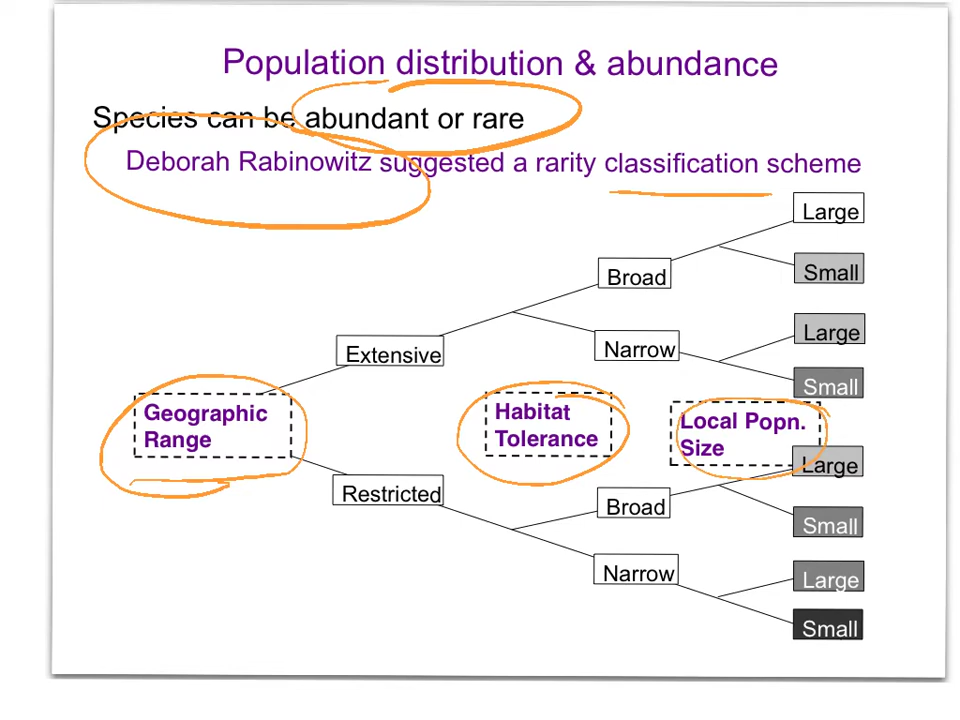 Population distribution & abundance
Species can be abundant or rare
Deborah Rabinowitz suggested a rarity classification scheme
Large
Broad
Small
Large
Extensive
Narrow
Small
Geographic
Range
Habitat
Tolerance
Local Popn.
Size
Large
Restricted
Broad
Small
Narrow
Large
Small